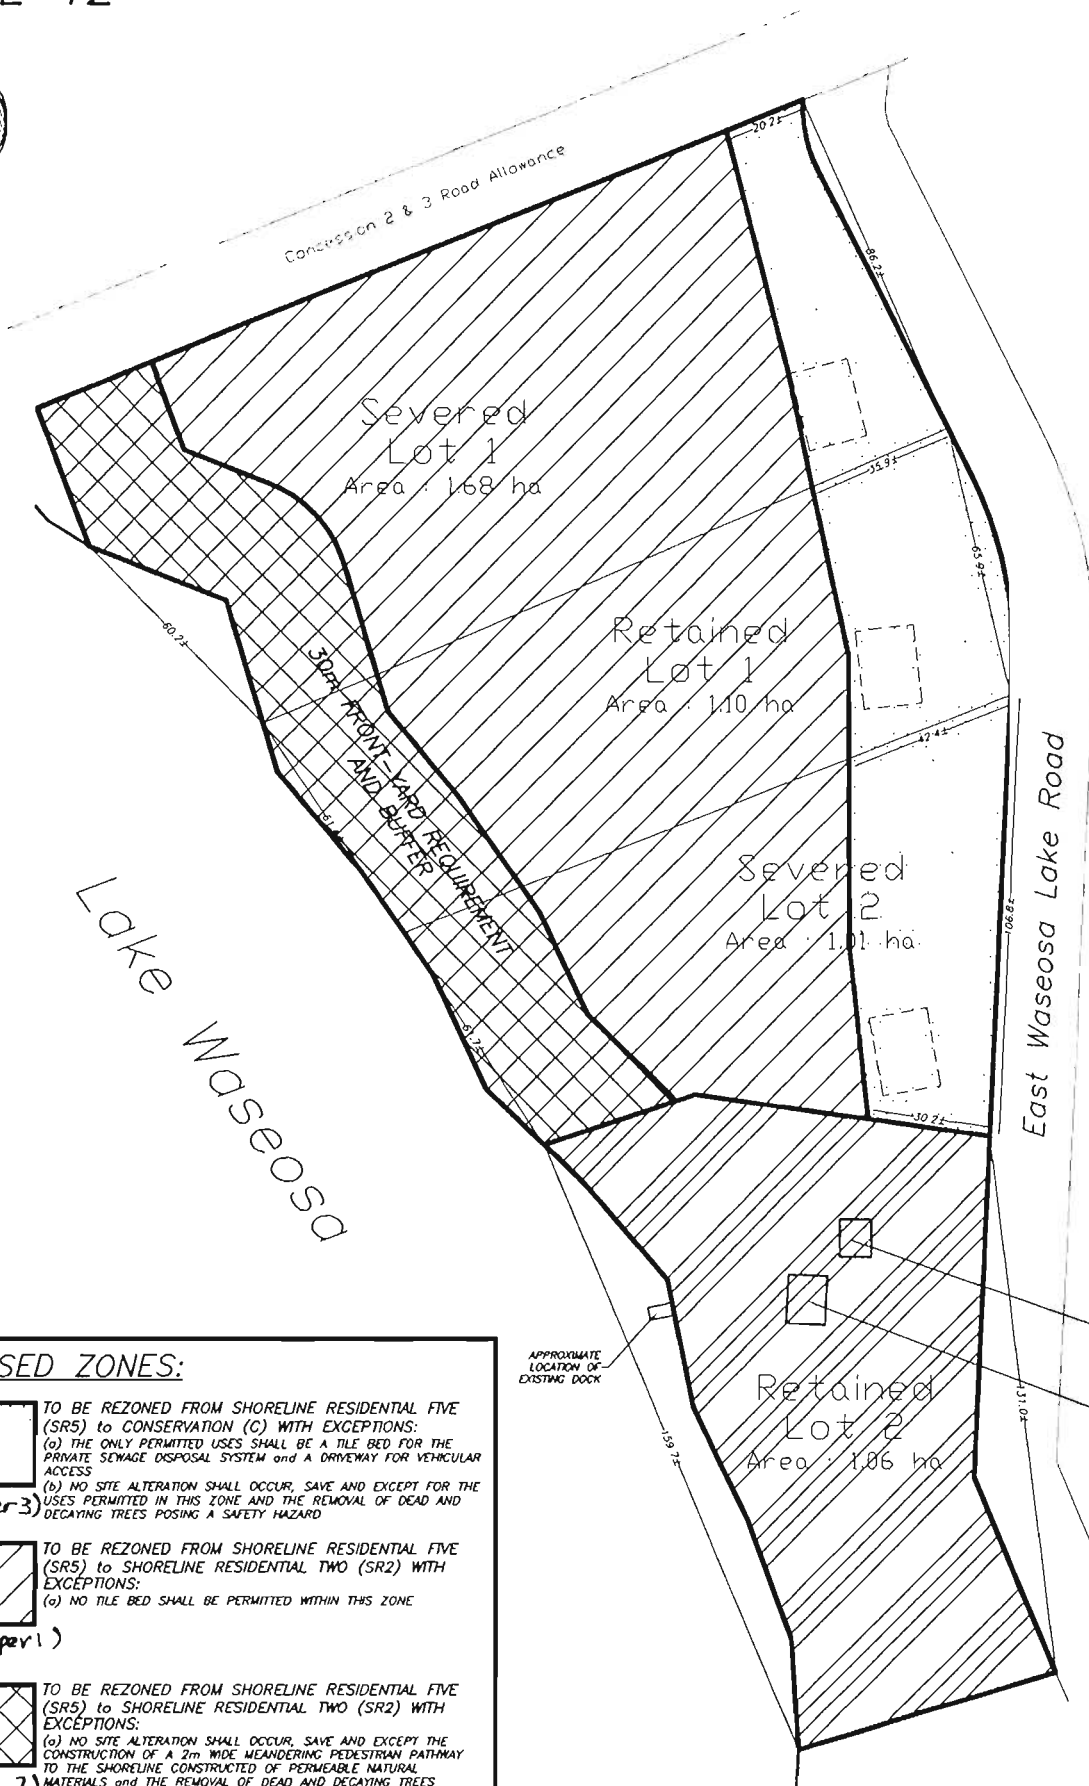 Concession 2 & 3 Road Allowance
20.2±
86.2±
Severed
Lot 1
Area : 1.68 ha
35.9±
65.9±
60.2±
Retained
Lot 1
Area : 1.10 ha
42.4±
30m FRONT-YARD REQUIREMENT
AND BUFFER
Severed
Lot 2
Area : 1.01 ha
106.8±
East Waseosa Lake Road
Lake Waseosa
61.7±
30.2±
APPROXIMATE
LOCATION OF
EXISTING DOCK
Retained
Lot 2
Area : 1.06 ha
159.7±
131.0±
SED ZONES:
TO BE REZONED FROM SHORELINE RESIDENTIAL FIVE
(SR5) to CONSERVATION (C) WITH EXCEPTIONS:
(a) THE ONLY PERMITTED USES SHALL BE A TILE BED FOR THE
PRIVATE SEWAGE DISPOSAL SYSTEM and A DRIVEWAY FOR VEHICULAR
ACCESS
(b) NO SITE ALTERATION SHALL OCCUR, SAVE AND EXCEPT FOR THE
USES PERMITTED IN THIS ZONE AND THE REMOVAL OF DEAD AND
DECAYING TREES POSING A SAFETY HAZARD
er 3)
TO BE REZONED FROM SHORELINE RESIDENTIAL FIVE
(SR5) to SHORELINE RESIDENTIAL TWO (SR2) WITH
EXCEPTIONS:
(a) NO TILE BED SHALL BE PERMITTED WITHIN THIS ZONE
per 1)
TO BE REZONED FROM SHORELINE RESIDENTIAL FIVE
(SR5) to SHORELINE RESIDENTIAL TWO (SR2) WITH
EXCEPTIONS:
(a) NO SITE ALTERATION SHALL OCCUR, SAVE AND EXCEPT THE
CONSTRUCTION OF A 2m WIDE MEANDERING PEDESTRIAN PATHWAY
TO THE SHORELINE CONSTRUCTED OF PERMEABLE NATURAL
MATERIALS and THE REMOVAL OF DEAD AND DECAYING TREES
2)